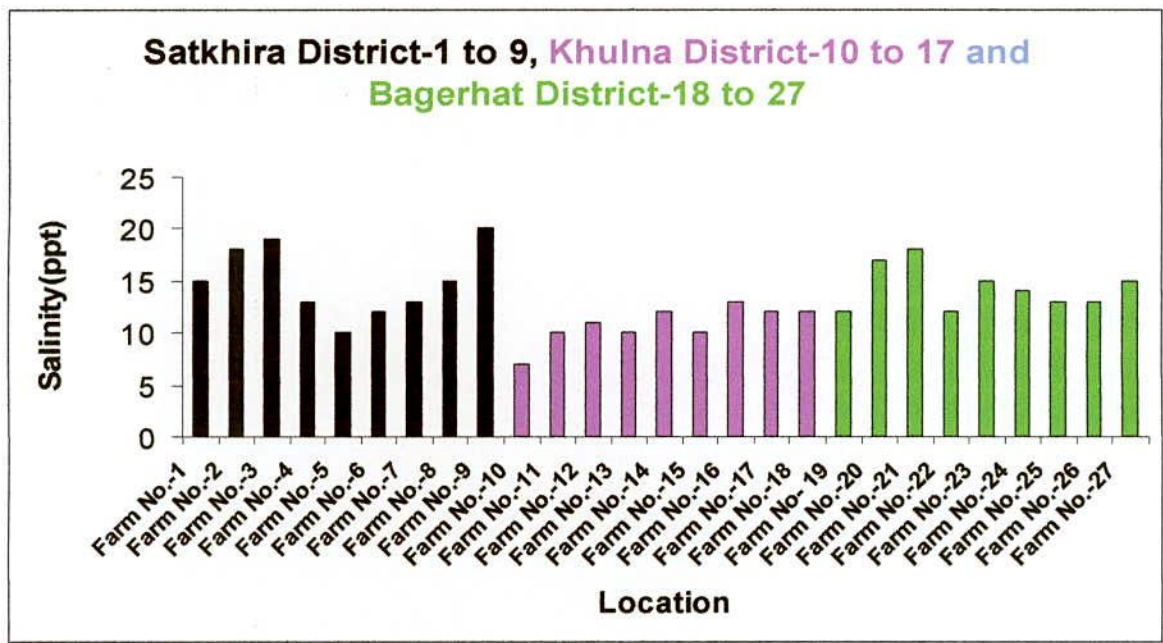 Satkhira District-1 to 9, Khulna District-10 to 17 and
Bagerhat District-18 to 27
Salinity(ppt)
25
20
15
10
5
0
Farm No.-1
Farm No.-2
Farm No.-3
Farm No.-4
Farm No.-5
Farm No.-6
Farm No.-7
Farm No.-8
Farm No.-9
Farm No.-10
Farm No.-11
Farm No.-12
Farm No.-13
Farm No.-14
Farm No.-15
Farm No.-16
Farm No.-17
Farm No.-18
Farm No.- 19
Farm No.-20
Farm No.-21
Farm No.-22
Farm No.-23
Farm No.-24
Farm No.-25
Farm No.-26
Farm No.-27
Location